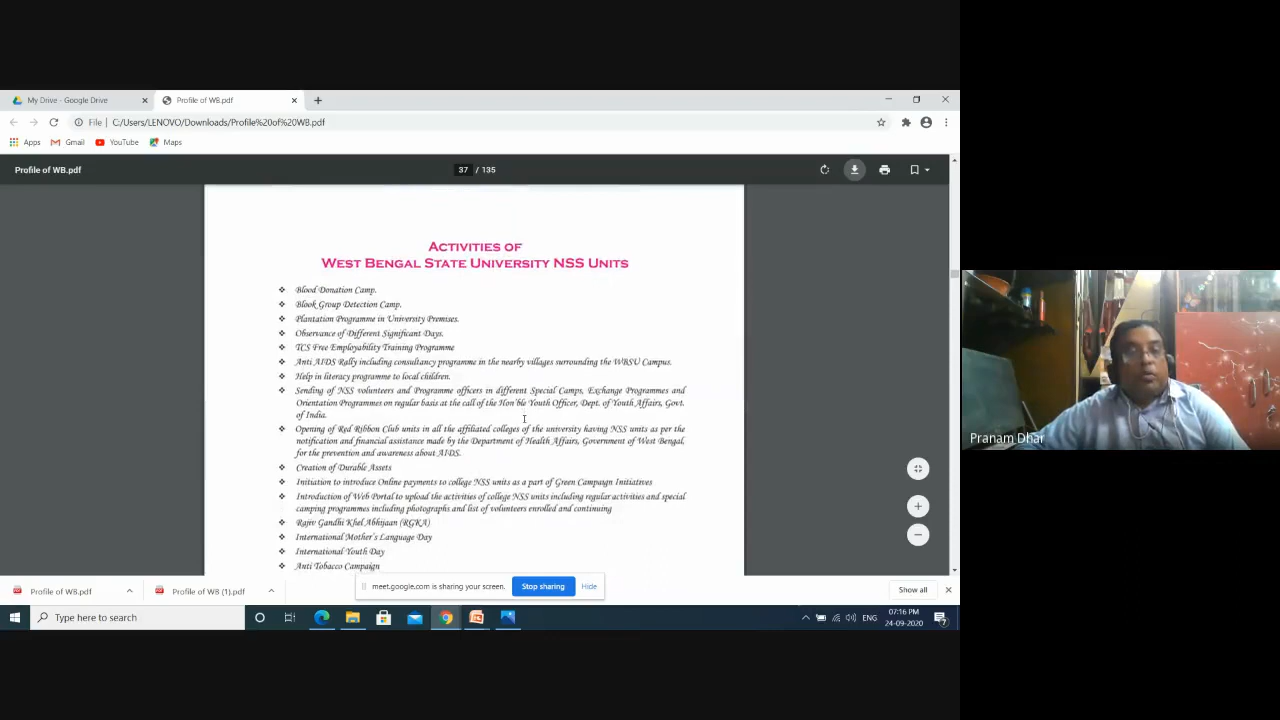 My Drive - Google Drive
Profile of WB.pdf
File
C:/Users/LENOVO/Downloads/Profile%20of%20WB.pdf
Apps
Gmail
YouTube
Maps
Profile of WB.pdf
37 / 135
ACTIVITIES OF
WEST BENGAL STATE UNIVERSITY NSS UNITS
❖ Blood Donation Camp.
❖ Blook Group Detection Camp.
❖ Plantation Programme in University Premises.
❖ Observance of Different Significant Days.
❖ TCS Free Employability Training Programme
❖ Anti AIDS Rally including consultancy programme in the nearby villages surrounding the WBSU Campus.
❖ Help in literacy programme to local children.
❖ Sending of NSS volunteers and Programme officers in different Special Camps, Exchange Programmes and
Orientation Programmes on regular basis at the call of the Hon'ble Youth Officer, Dept. of Youth Affairs, Govt.
of India.
❖ Opening of Red Ribbon Club units in all the affiliated colleges of the university having NSS units as per the
notification and financial assistance made by the Department of Health Affairs, Government of West Bengal,
for the prevention and awareness about AIDS.
❖ Creation of Durable Assets
❖ Initiation to introduce Online payments to college NSS units as a part of Green Campaign Initiatives
❖ Introduction of Web Portal to upload the activities of college NSS units including regular activities and special
camping programmes including photographs and list of volunteers enrolled and continuing
❖ Rajiv Gandhi Khel Abhijaan (RGKA)
❖ International Mother's Language Day
❖ International Youth Day
❖ Anti Tobacco Campaign
Pranam Dhar
meet.google.com is sharing your screen.
Stop sharing
Hide
Profile of WB.pdf
Profile of WB (1).pdf
Show all
Type here to search
ENG
07:16 PM
24-09-2020
7